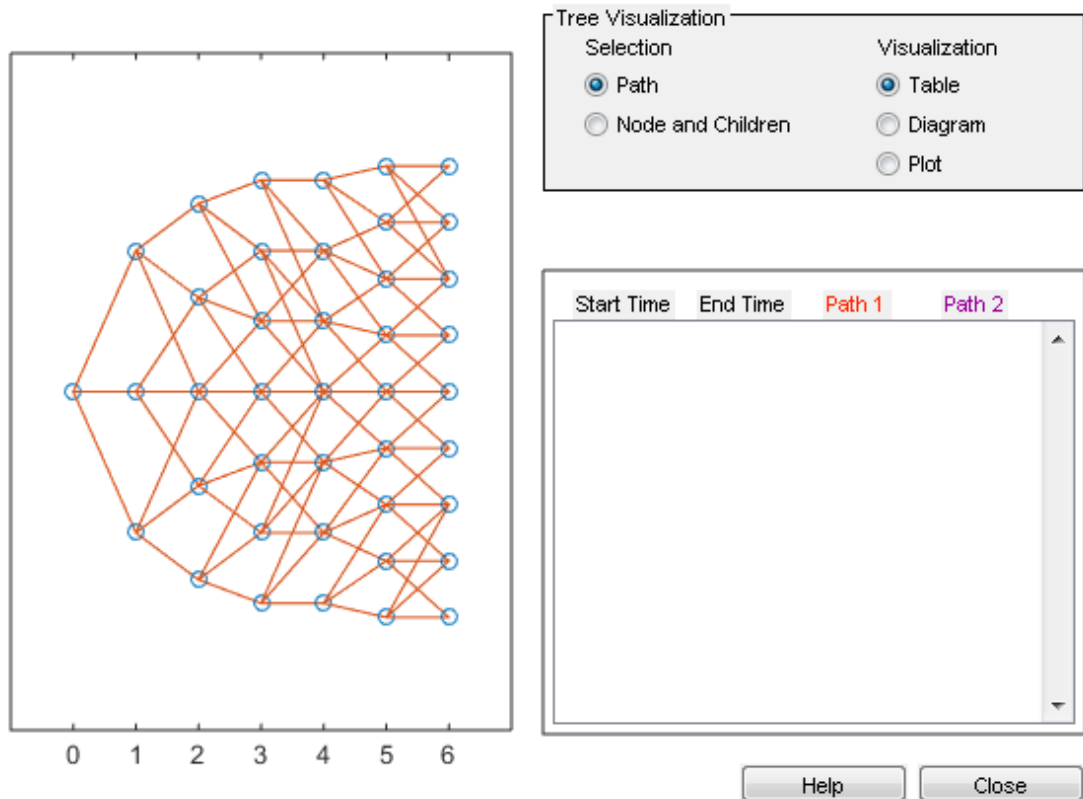 Tree Visualization
Selection Visualization
Path Table
Node and Children Diagram
Plot
Start Time End Time Path 1 Path 2
0 1 2 3 4 5 6
Help Close